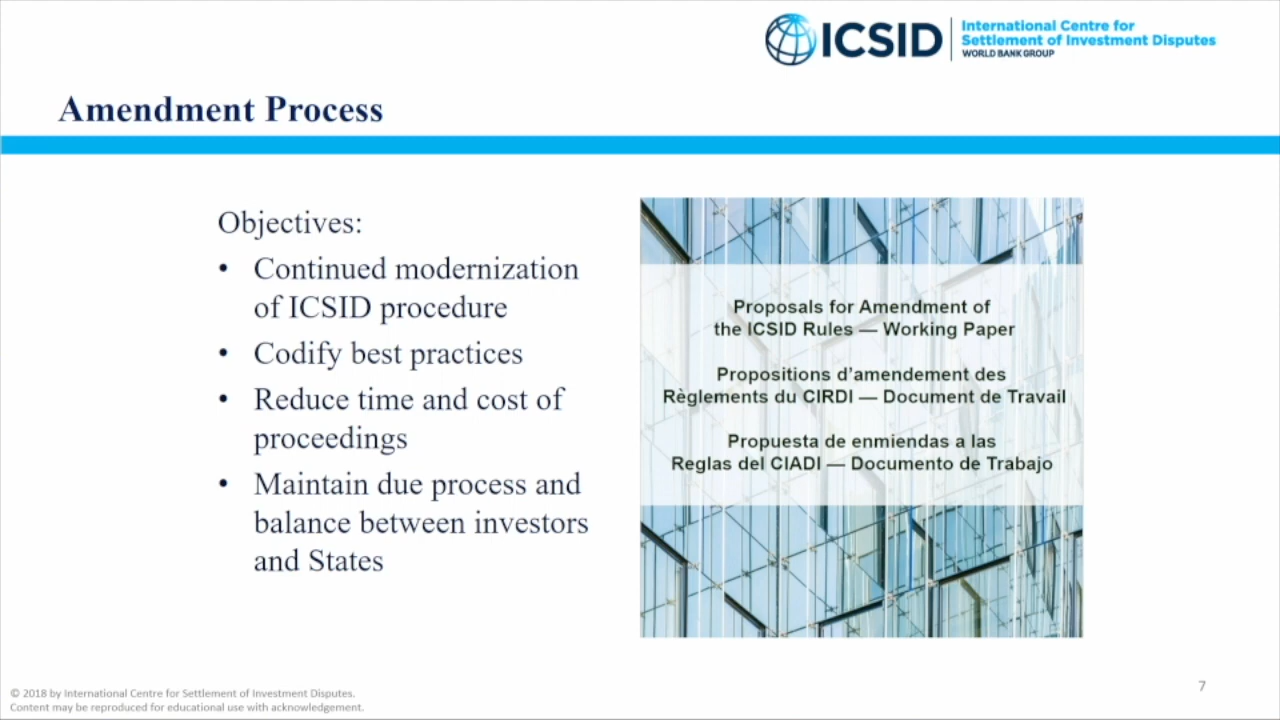 ICSID
International Centre for
Settlement of Investment Disputes
WORLD BANK GROUP
Amendment Process
Objectives:
• Continued modernization
of ICSID procedure
• Codify best practices
• Reduce time and cost of
proceedings
• Maintain due process and
balance between investors
and States
Proposals for Amendment of
the ICSID Rules — Working Paper
Propositions d’amendement des
Règlements du CIRDI — Document de Travail
Propuesta de enmiendas a las
Reglas del CIADI — Documento de Trabajo
© 2018 by International Centre for Settlement of Investment Disputes.
Content may be reproduced for educational use with acknowledgement.
7